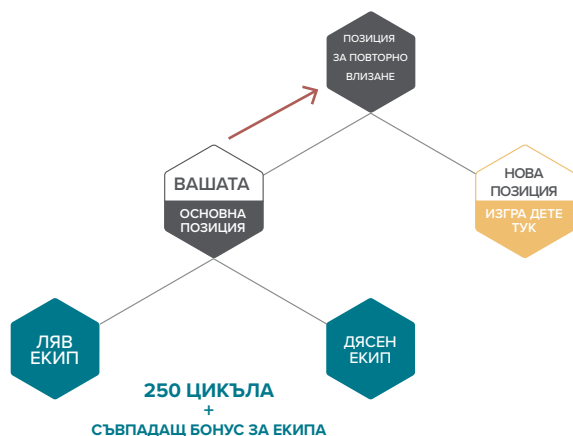 ПОЗИЦИЯ
ЗА ПОВТОРНО
ВЛИЗАНЕ
ВАШАТА
ОСНОВНА
ПОЗИЦИЯ
НОВА
ПОЗИЦИЯ
ИЗГРА ДЕТЕ
ТУК
ЛЯВ
ЕКИП
ДЯСЕН
ЕКИП
250 ЦИКЪЛА
+
СЪВПАДАЩ БОНУС ЗА ЕКИПА